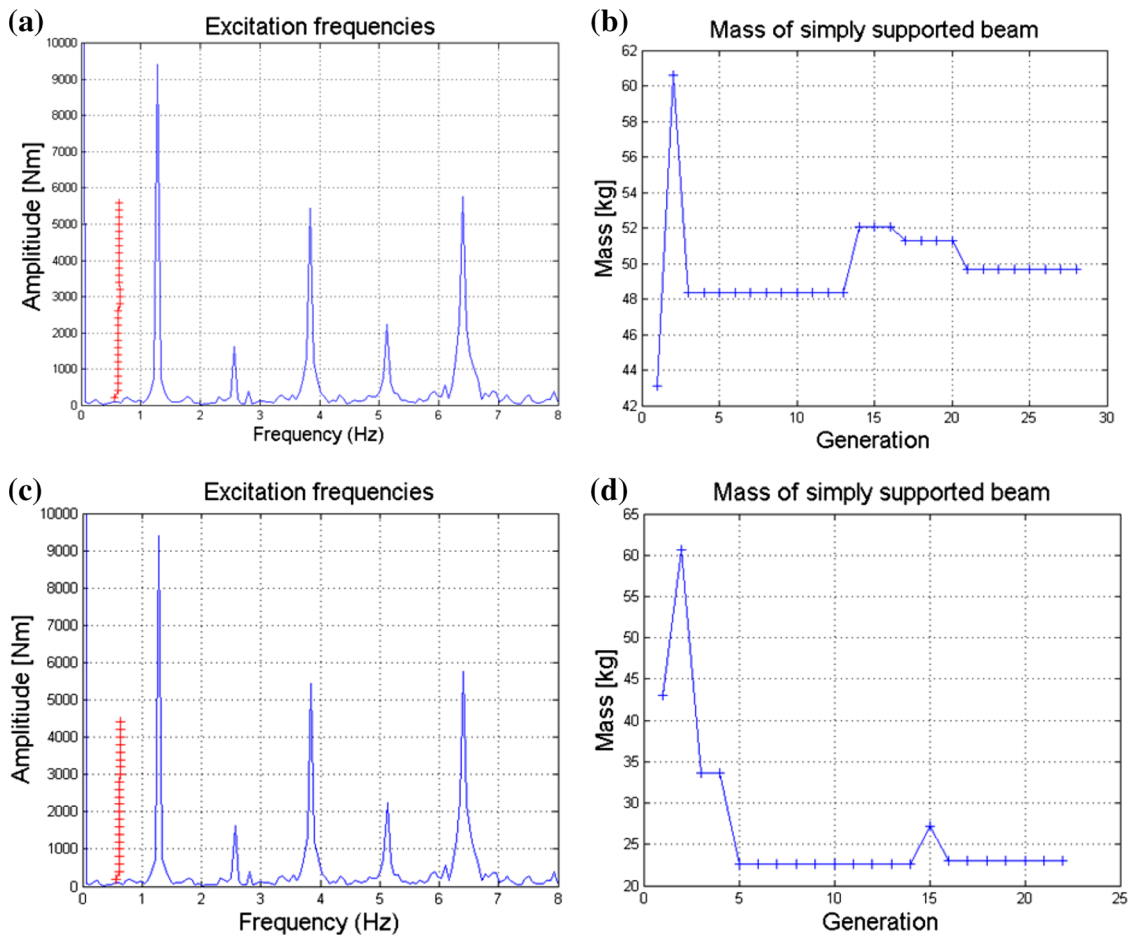 (a)
Excitation frequencies
10000
9000
8000
7000
6000
5000
4000
3000
2000
1000
0
Amplitiude [Nm]
0 1 2 3 4 5 6 7 8
Frequency (Hz)
(b)
Mass of simply supported beam
62
60
58
56
54
52
50
48
46
44
42
Mass [kg]
0 5 10 15 20 25 30
Generation
(c)
Excitation frequencies
10000
9000
8000
7000
6000
5000
4000
3000
2000
1000
0
Amplitiude [Nm]
0 1 2 3 4 5 6 7 8
Frequency (Hz)
(d)
Mass of simply supported beam
65
60
55
50
45
40
35
30
25
20
Mass [kg]
0 5 10 15 20 25
Generation